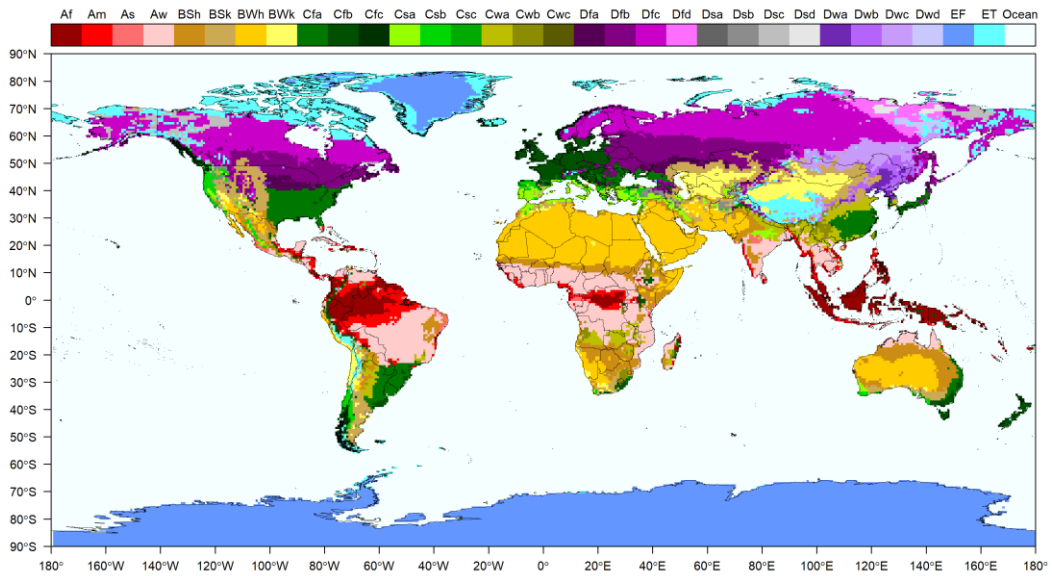 Af Am As Aw BSh BSk BWh BWk Cfa Cfb Cfc Csa Csb Csc Cwa Cwb Cwc Dfa Dfb Dfc Dfd Dsa Dsb Dsc Dsd Dwa Dwb Dwc Dwd EF ET Ocean
90°N
80°N
70°N
60°N
50°N
40°N
30°N
20°N
10°N
0°
10°S
20°S
30°S
40°S
50°S
60°S
70°S
80°S
90°S
180°W 160°W 140°W 120°W 100°W 80°W 60°W 40°W 20°W 0° 20°E 40°E 60°E 80°E 100°E 120°E 140°E 160°E 180°